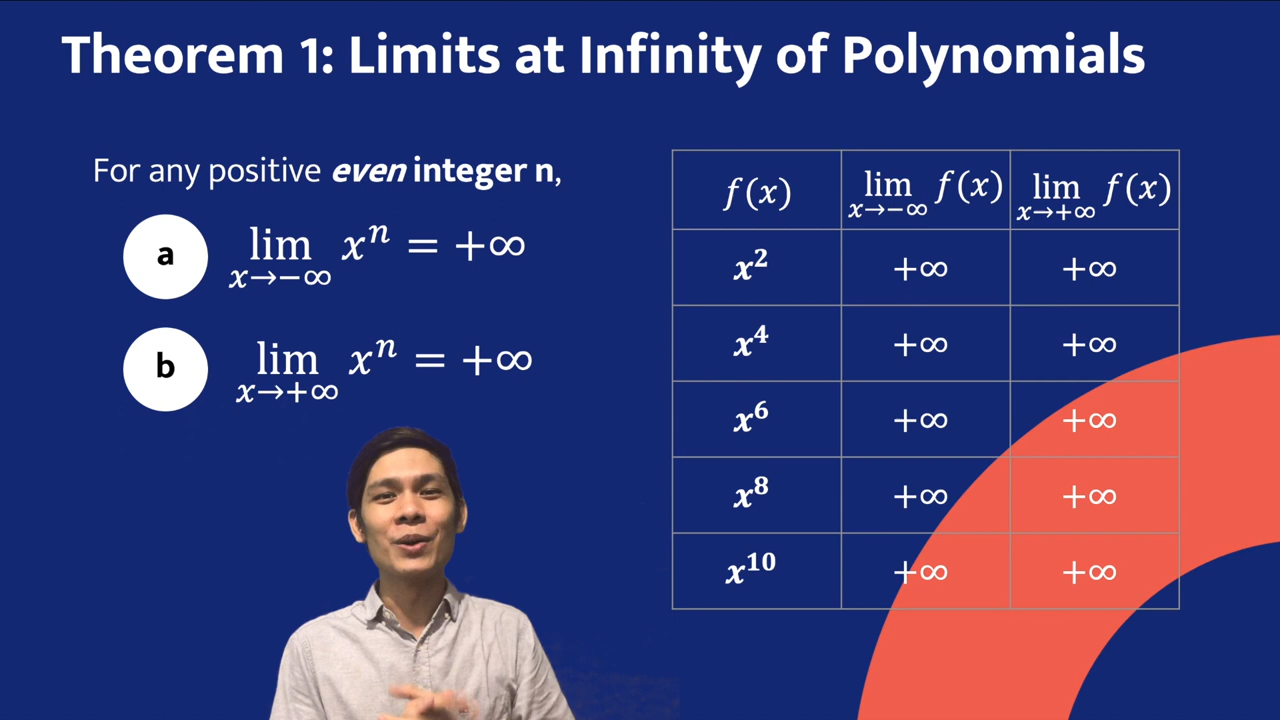 Theorem 1: Limits at Infinity of Polynomials
For any positive even integer n,
a lim x→−∞ xⁿ = +∞
b lim x→+∞ xⁿ = +∞
f(x) lim x→−∞ f(x) lim x→+∞ f(x)
x² +∞ +∞
x⁴ +∞ +∞
x⁶ +∞ +∞
x⁸ +∞ +∞
x¹⁰ +∞ +∞